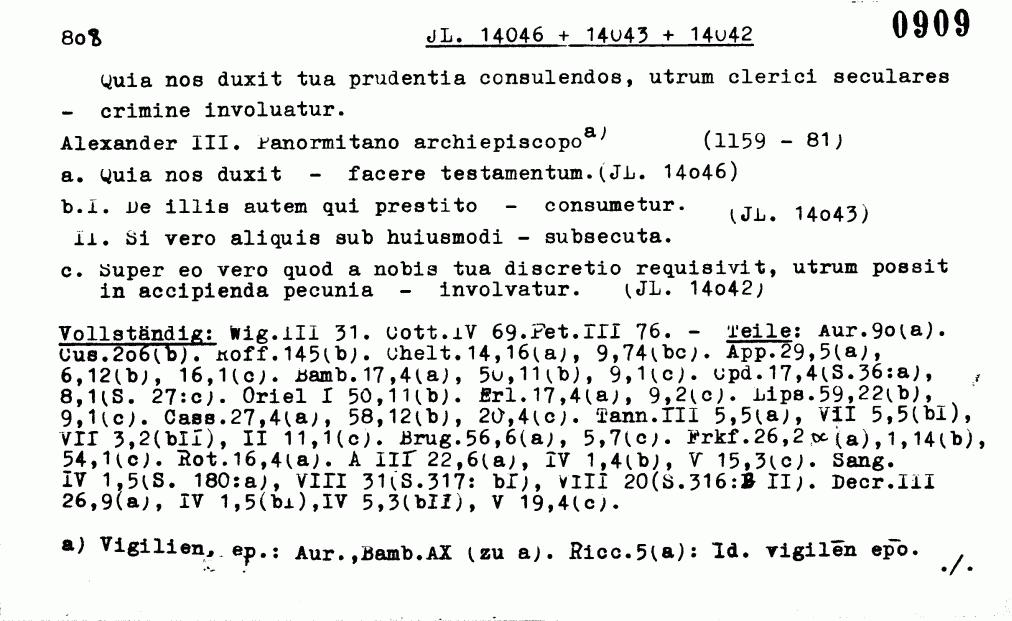 808 JL. 14046 + 14o43 + 14o42 0909
Quia nos duxit tua prudentia consulendos, utrum clerici seculares
- crimine involuatur.
Alexander III. Panormitano archiepiscopo a) (1159 - 81)
a. Quia nos duxit - facere testamentum.(JL. 14o46)
b.I. De illis autem qui prestito - consumetur. (JL. 14o43)
II. Si vero aliquis sub huiusmodi - subsecuta.
c. Super eo vero quod a nobis tua discretio requisivit, utrum possit
in accipienda pecunia - involvatur. (JL. 14o42)
Vollständig: Wig.III 31. Cott.IV 69.Pet.III 76. - Teile: Aur.9o(a).
Cus.2o6(b). Roff.145(b). Chelt.14,16(a), 9,74(bc). App.29,5(a),
6,12(b), 16,1(c). Bamb.17,4(a), 50,11(b), 9,1(c). Cpd.17,4(S.36:a),
8,1(S. 27:c). Oriel I 50,11(b). Erl.17,4(a), 9,2(c). Lips.59,22(b),
9,1(c). Cass.27,4(a), 58,12(b), 20,4(c). Tann.III 5,5(a), VII 5,5(bI),
VII 3,2(bII), II 11,1(c). Brug.56,6(a), 5,7(c). Frkf.26,2 α (a),1,14(b),
54,1(c). Rot.16,4(a). A III 22,6(a), IV 1,4(b), V 15,3(c). Sang.
IV 1,5(S. 180:a), VIII 31(S.317: bI), VIII 20(S.316:B II). Decr.III
26,9(a), IV 1,5(bI),IV 5,3(bII), V 19,4(c).
a) Vigilien, ep.: Aur.,Bamb.AX (zu a). Ricc.5(a): Id. vigilēn epō.
./.